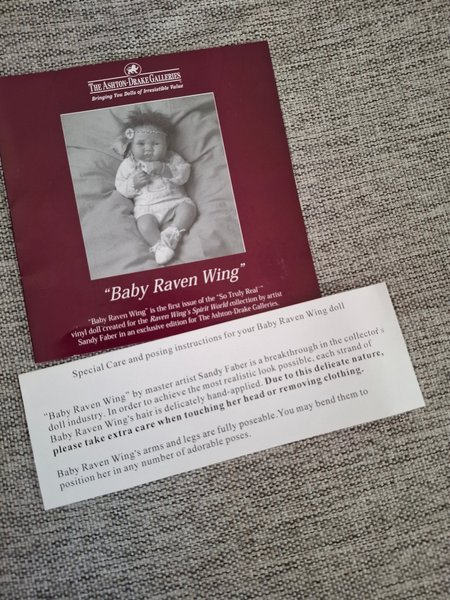 THE ASHTON-DRAKE GALLERIES
Bringing You Dolls of Irresistible Value
"Baby Raven Wing"
"Baby Raven Wing" is the first issue of the "So Truly Real™"
vinyl doll created for the Raven Wing's Spirit World collection by artist
Sandy Faber in an exclusive edition for The Ashton-Drake Galleries.
Special Care and posing instructions for your Baby Raven Wing doll
"Baby Raven Wing" by master artist Sandy Faber is a breakthrough in the collector's
doll industry. In order to achieve the most realistic look possible, each strand of
Baby Raven Wing's hair is delicately hand-applied. Due to this delicate nature,
please take extra care when touching her head or removing clothing.
Baby Raven Wing's arms and legs are fully poseable. You may bend them to
position her in any number of adorable poses.